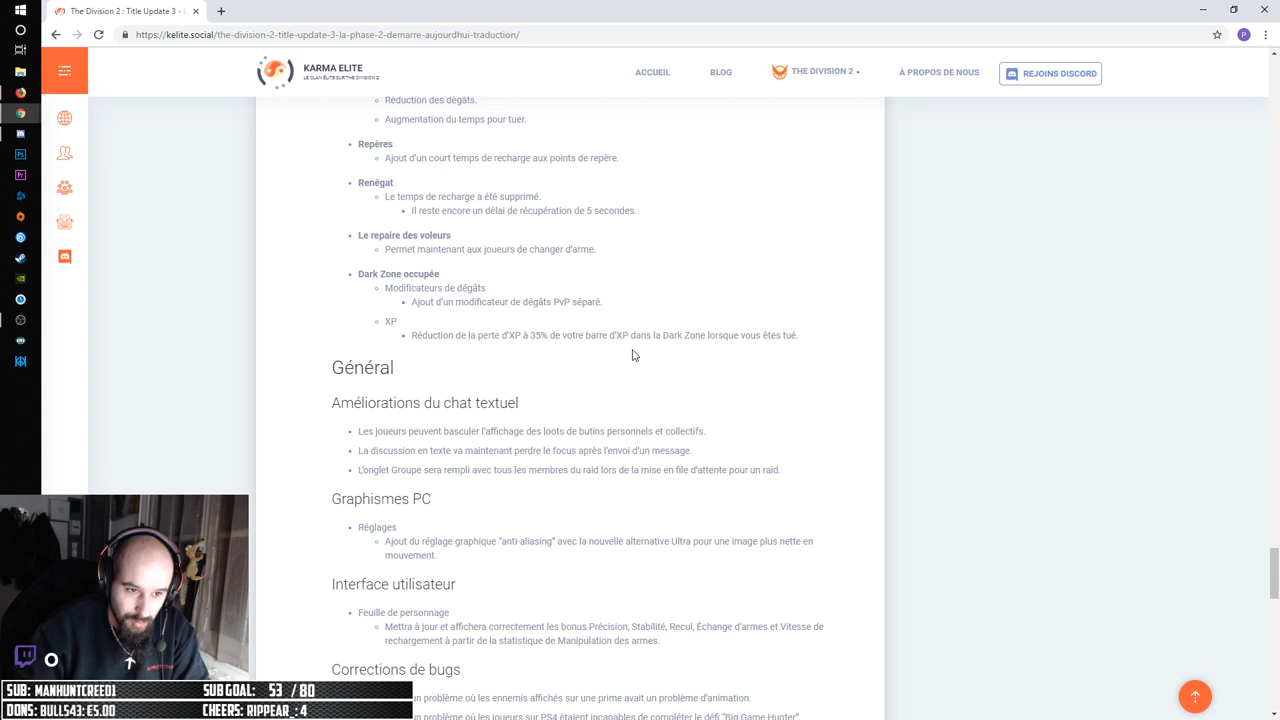 The Division 2 : Title Update 3 - L
https://kelite.social/the-division-2-title-update-3-la-phase-2-demarre-aujourdhui-traduction/
P
KARMA ELITE
LE CLAN ÉLITE SUR THE DIVISION 2
ACCUEIL
BLOG
THE DIVISION 2
À PROPOS DE NOUS
REJOINS DISCORD
Réduction des dégâts.
Augmentation du temps pour tuer.
Repères
Ajout d'un court temps de recharge aux points de repère.
Renégat
Le temps de recharge a été supprimé.
Il reste encore un délai de récupération de 5 secondes.
Le repaire des voleurs
Permet maintenant aux joueurs de changer d'arme.
Dark Zone occupée
Modificateurs de dégâts
Ajout d'un modificateur de dégâts PvP séparé.
XP
Réduction de la perte d'XP à 35% de votre barre d'XP dans la Dark Zone lorsque vous êtes tué.
Général
Améliorations du chat textuel
Les joueurs peuvent basculer l'affichage des loots de butins personnels et collectifs.
La discussion en texte va maintenant perdre le focus après l'envoi d'un message.
L'onglet Groupe sera rempli avec tous les membres du raid lors de la mise en file d'attente pour un raid.
Graphismes PC
Réglages
Ajout du réglage graphique "anti-aliasing" avec la nouvelle alternative Ultra pour une image plus nette en
mouvement.
Interface utilisateur
Feuille de personnage
Mettra à jour et affichera correctement les bonus Précision, Stabilité, Recul, Échange d'armes et Vitesse de
rechargement à partir de la statistique de Manipulation des armes.
Corrections de bugs
un problème où les ennemis affichés sur une prime avait un problème d'animation.
un problème où les joueurs sur PS4 étaient incapables de compléter le défi "Big Game Hunter"
SUB: MANHUNTCREED1 SUB GOAL: 53 / 80
DONS: BULL543: €5.00 CHEERS: RIPPEAR_: 4